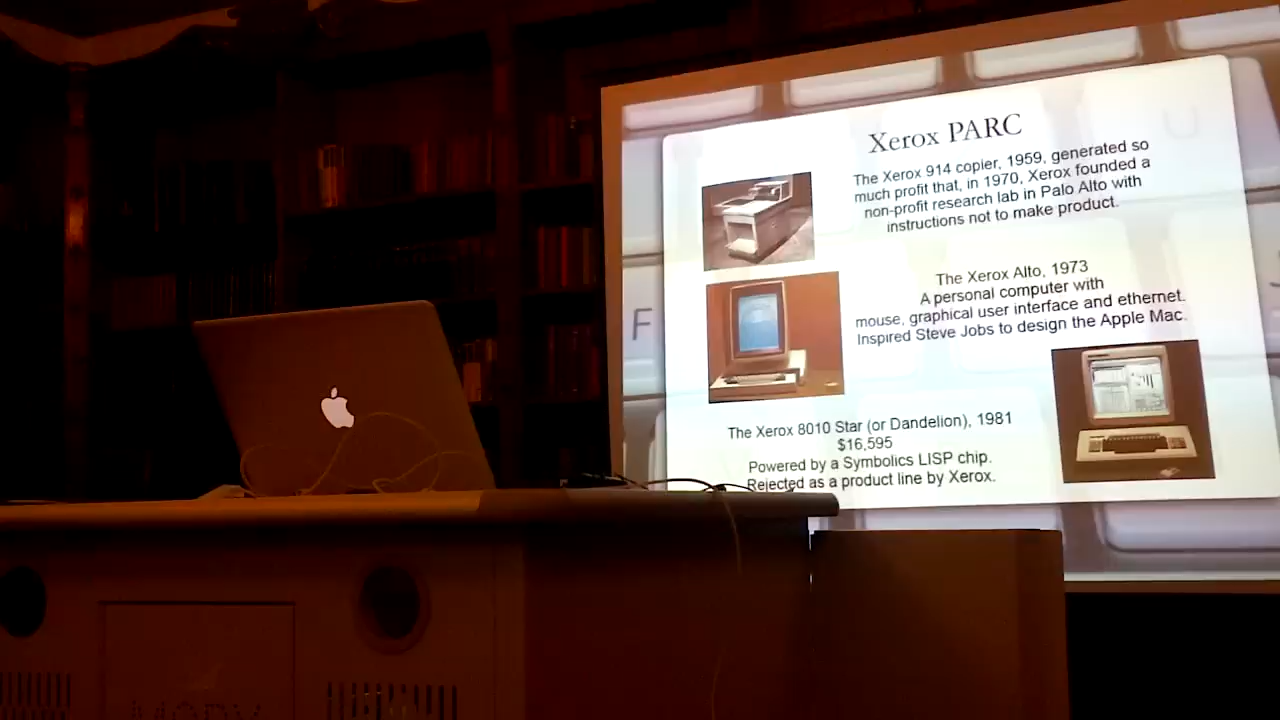 Xerox PARC
The Xerox 914 copier, 1959, generated so
much profit that, in 1970, Xerox founded a
non-profit research lab in Palo Alto with
instructions not to make product.
The Xerox Alto, 1973
A personal computer with
mouse, graphical user interface and ethernet.
Inspired Steve Jobs to design the Apple Mac.
The Xerox 8010 Star (or Dandelion), 1981
$16,595
Powered by a Symbolics LISP chip.
Rejected as a product line by Xerox.
F
U
J